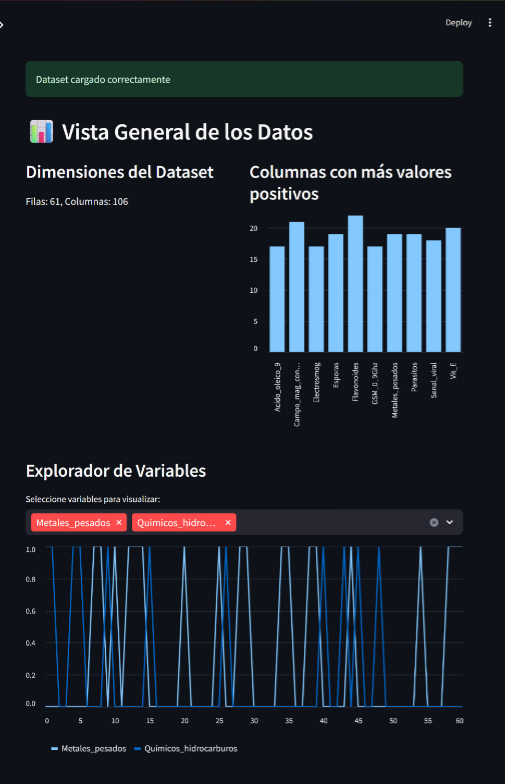 Deploy
Dataset cargado correctamente
Vista General de los Datos
Dimensiones del Dataset
Filas: 61, Columnas: 106
Columnas con más valores
positivos
20
15
10
5
0
Acido_oleico_9
Campo_mag_con...
Electrosmog
Esporas
Flavonoides
GSM_0_9Ghz
Metales_pesados
Parasitos
Senal_viral
Vit_E
Explorador de Variables
Seleccione variables para visualizar:
Metales_pesados × Quimicos_hidro... ×
1.0
0.8
0.6
0.4
0.2
0.0
0 5 10 15 20 25 30 35 40 45 50 55 60
Metales_pesados Quimicos_hidrocarburos